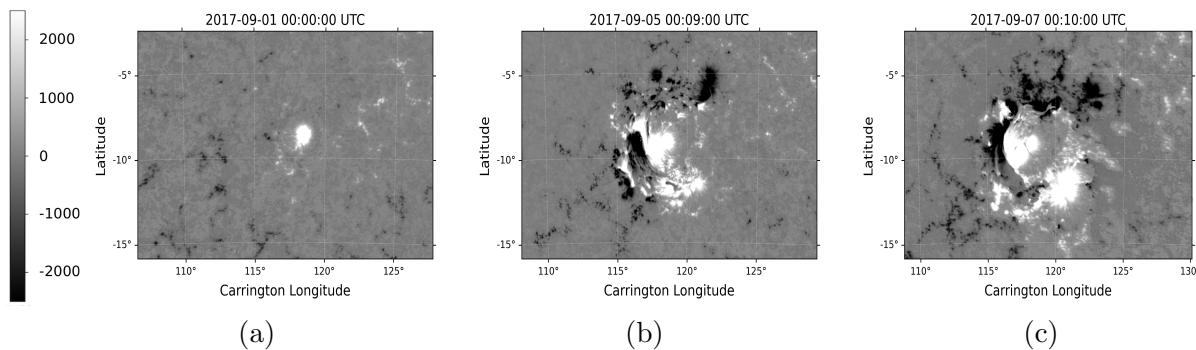 2000
1000
0
-1000
-2000
2017-09-01 00:00:00 UTC
-5°
-10°
-15°
Latitude
110° 115° 120° 125°
Carrington Longitude
(a)
2017-09-05 00:09:00 UTC
-5°
-10°
-15°
Latitude
110° 115° 120° 125°
Carrington Longitude
(b)
2017-09-07 00:10:00 UTC
-5°
-10°
-15°
Latitude
110° 115° 120° 125° 130
Carrington Longitude
(c)